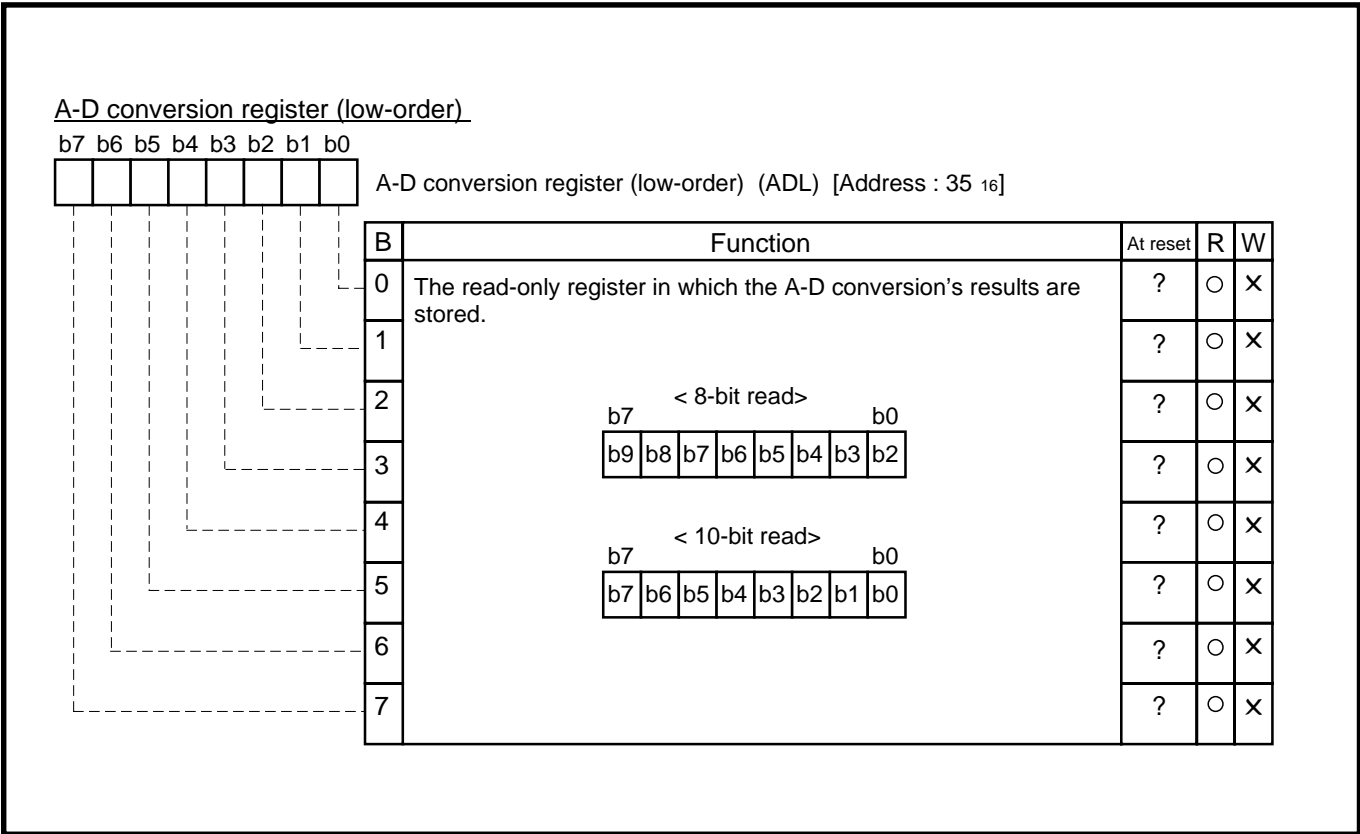 A-D conversion register (low-order)
b7 b6 b5 b4 b3 b2 b1 b0
A-D conversion register (low-order) (ADL) [Address : 35 16]
B Function At reset R W
0 The read-only register in which the A-D conversion’s results are ? ○ ×
stored.
1 ? ○ ×
2 ? ○ ×
< 8-bit read>
b7 b0
b9 b8 b7 b6 b5 b4 b3 b2
3 ? ○ ×
4 ? ○ ×
< 10-bit read>
b7 b0
5 ? ○ ×
b7 b6 b5 b4 b3 b2 b1 b0
6 ? ○ ×
7 ? ○ ×